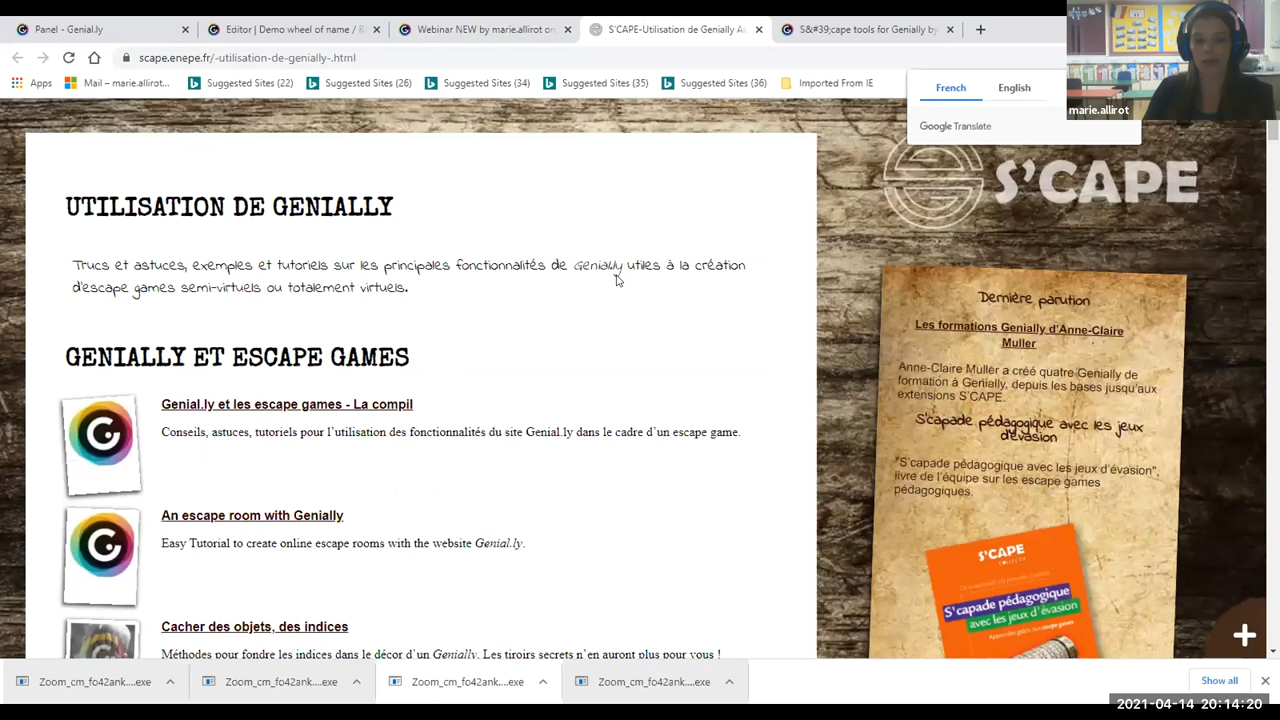 Panel - Genial.ly
Editor | Demo wheel of name / R
Webinar NEW by marie.allirot on
S'CAPE-Utilisation de Genially A
S&#39;cape tools for Genially by
scape.enepe.fr/-utilisation-de-genially-.html
Apps
Mail – marie.allirot...
Suggested Sites (22)
Suggested Sites (26)
Suggested Sites (34)
Suggested Sites (35)
Suggested Sites (36)
Imported From IE
French
English
Google Translate
marie.allirot
S'CAPE
UTILISATION DE GENIALLY
Trucs et astuces, exemples et tutoriels sur les principales fonctionnalités de Genial.ly utiles à la création
d'escape games semi-virtuels ou totalement virtuels.
GENIALLY ET ESCAPE GAMES
Genial.ly et les escape games - La compil
Conseils, astuces, tutoriels pour l'utilisation des fonctionnalités du site Genial.ly dans le cadre d'un escape game.
An escape room with Genially
Easy Tutorial to create online escape rooms with the website Genial.ly.
Cacher des objets, des indices
Méthodes pour fondre les indices dans le décor d'un Genially. Les tiroirs secrets n'en auront plus pour vous !
Dernière parution
Les formations Genially d'Anne-Claire
Muller
Anne-Claire Muller a créé quatre Genially de
formation à Genially, depuis les bases jusqu'aux
extensions S'CAPE.
S'capade pédagogique avec les jeux
d'évasion
"S'capade pédagogique avec les jeux d'évasion",
livre de l'équipe sur les escape games
pédagogiques.
S'CAPE
S'capade pédagogique
avec les jeux d'évasion
Zoom_cm_fo42ank....exe
Zoom_cm_fo42ank....exe
Zoom_cm_fo42ank....exe
Zoom_cm_fo42ank....exe
Show all
2021-04-14 20:14:20